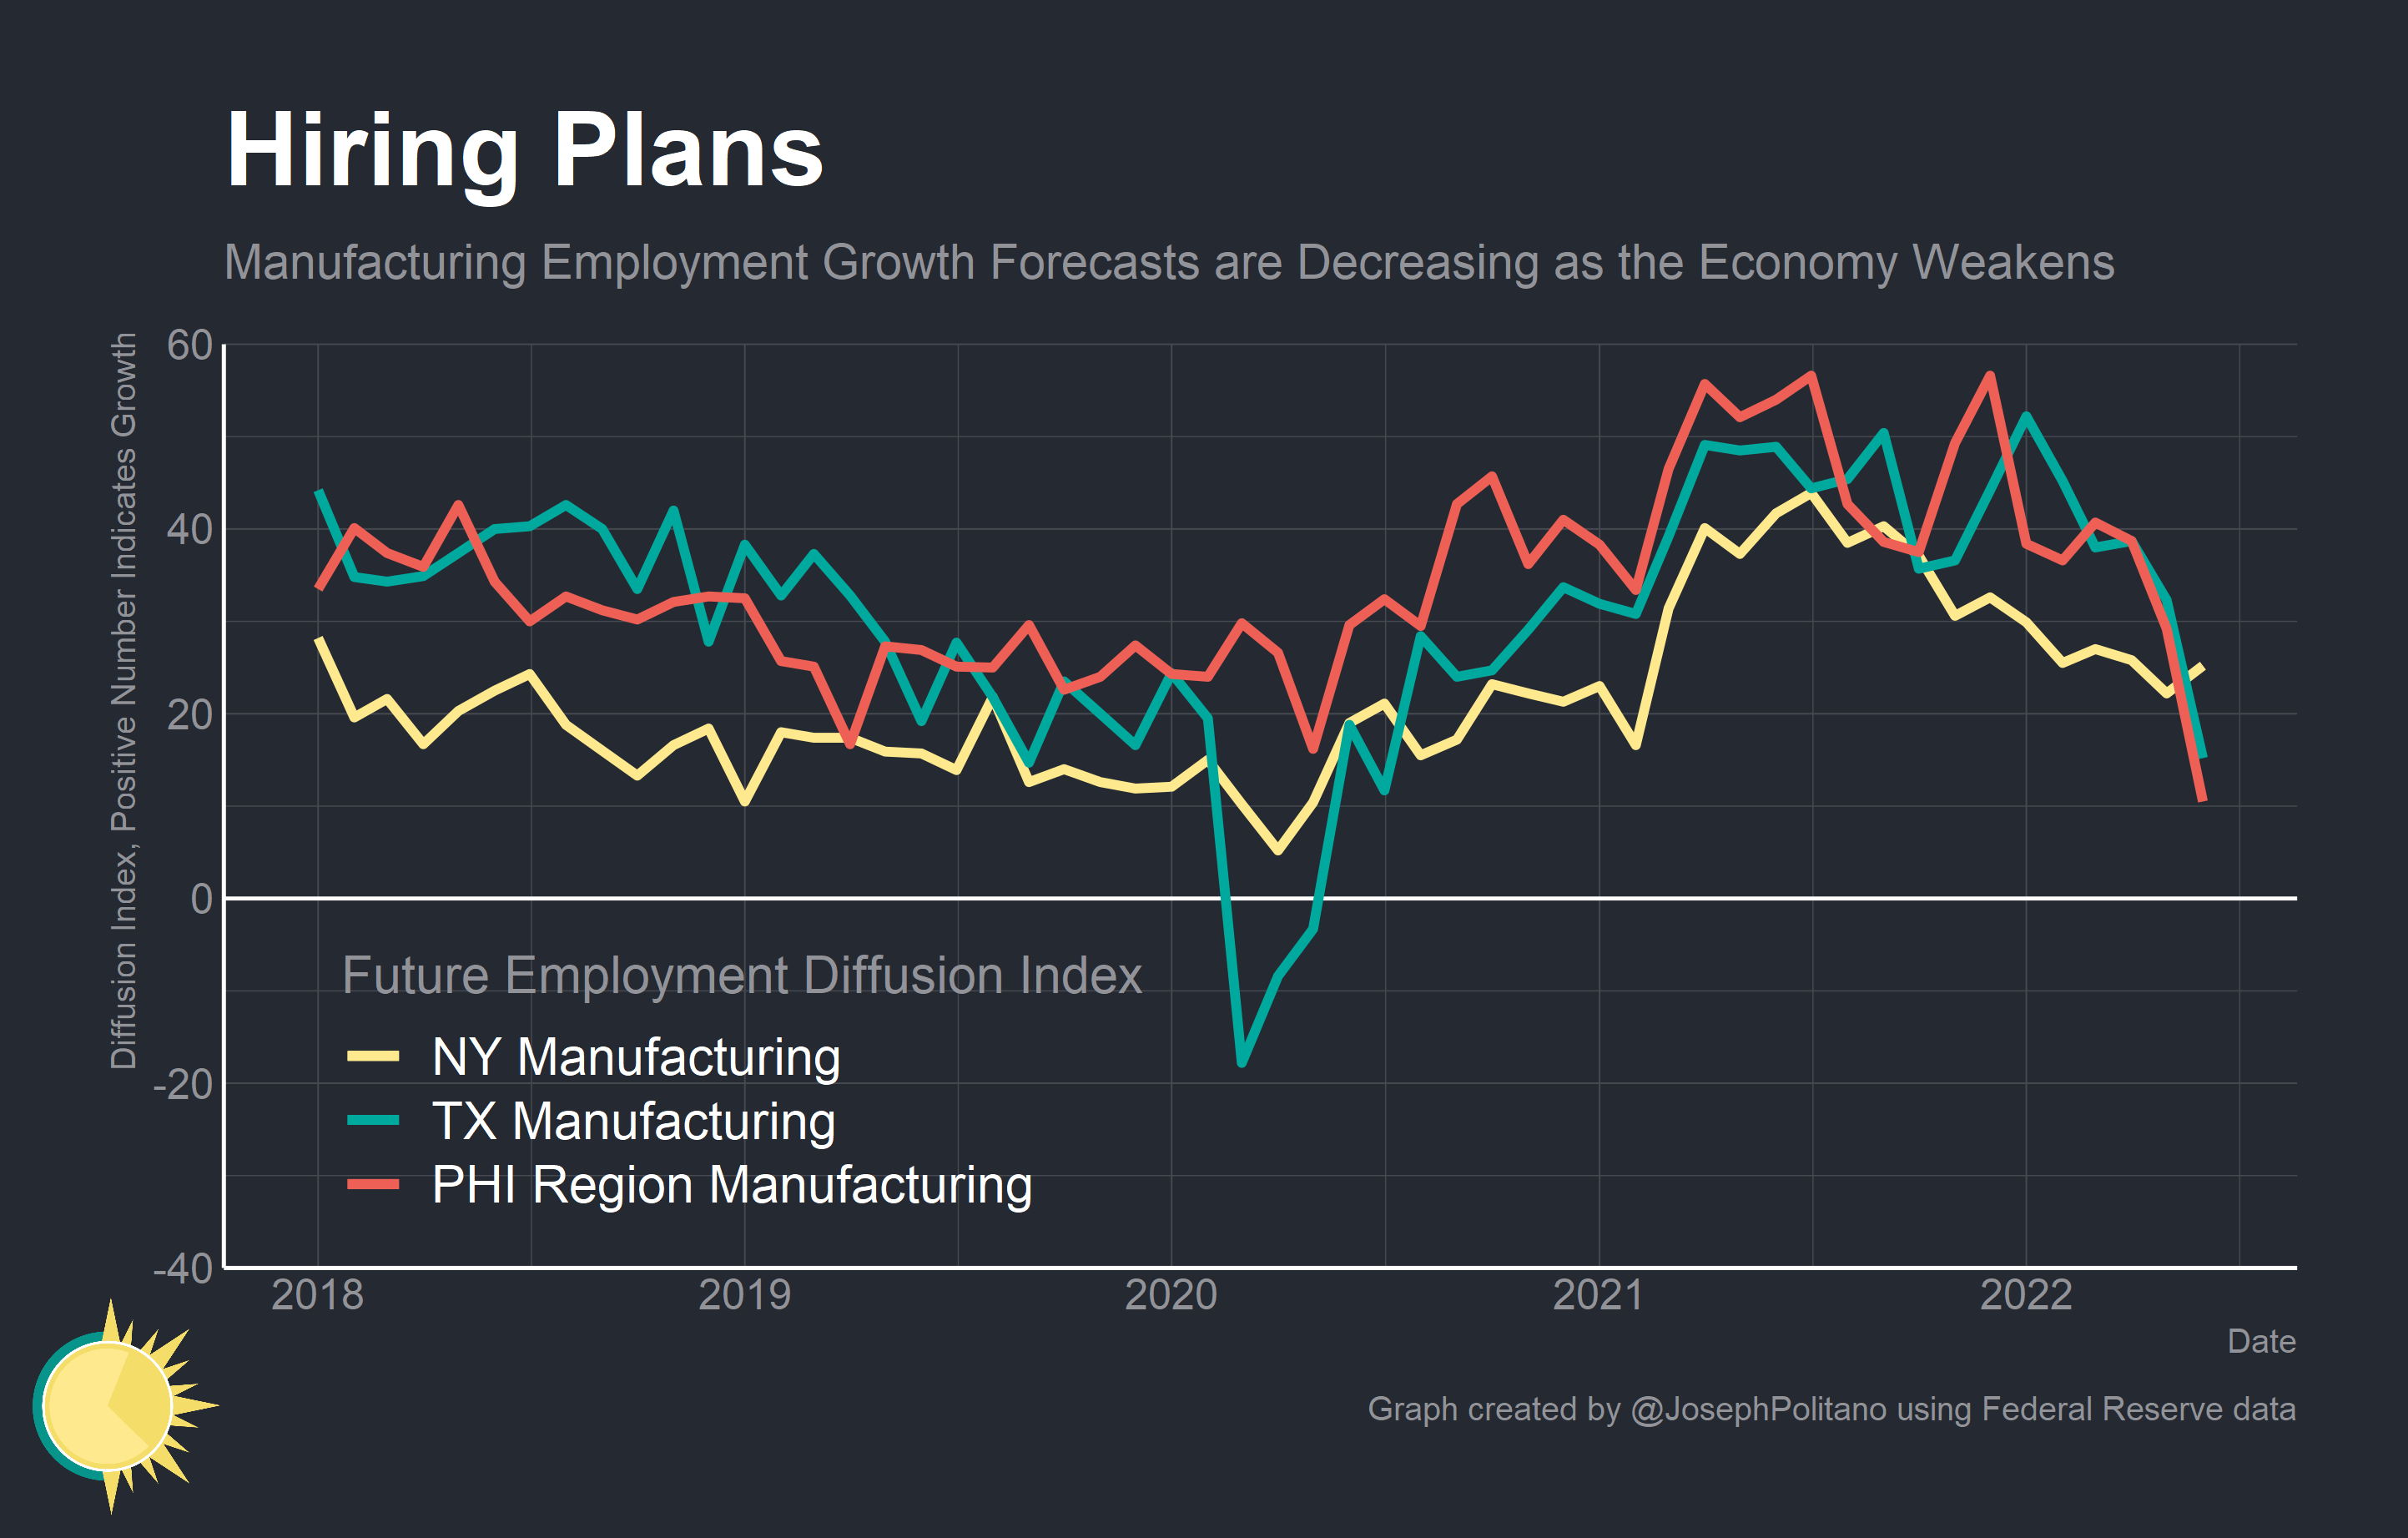 Hiring Plans
Manufacturing Employment Growth Forecasts are Decreasing as the Economy Weakens
Diffusion Index, Positive Number Indicates Growth
60
40
20
0
-20
-40
Future Employment Diffusion Index
NY Manufacturing
TX Manufacturing
PHI Region Manufacturing
2018 2019 2020 2021 2022
Date
Graph created by @JosephPolitano using Federal Reserve data